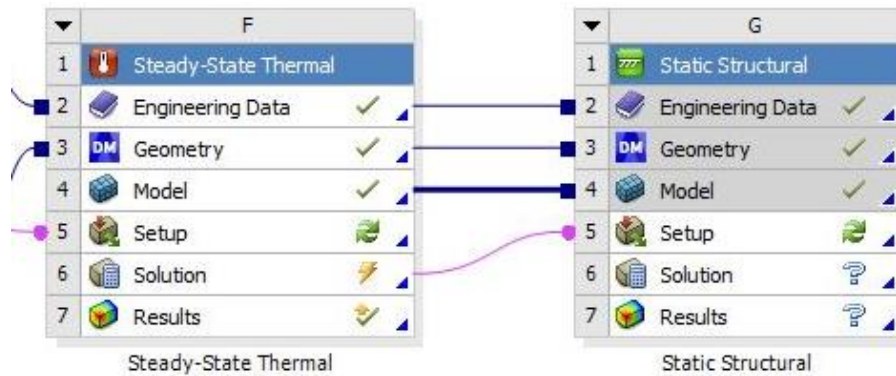 F
1 Steady-State Thermal
2 Engineering Data
3 DM Geometry
4 Model
5 Setup
6 Solution
7 Results
Steady-State Thermal
G
1 Static Structural
2 Engineering Data
3 DM Geometry
4 Model
5 Setup
6 Solution ?
7 Results ?
Static Structural